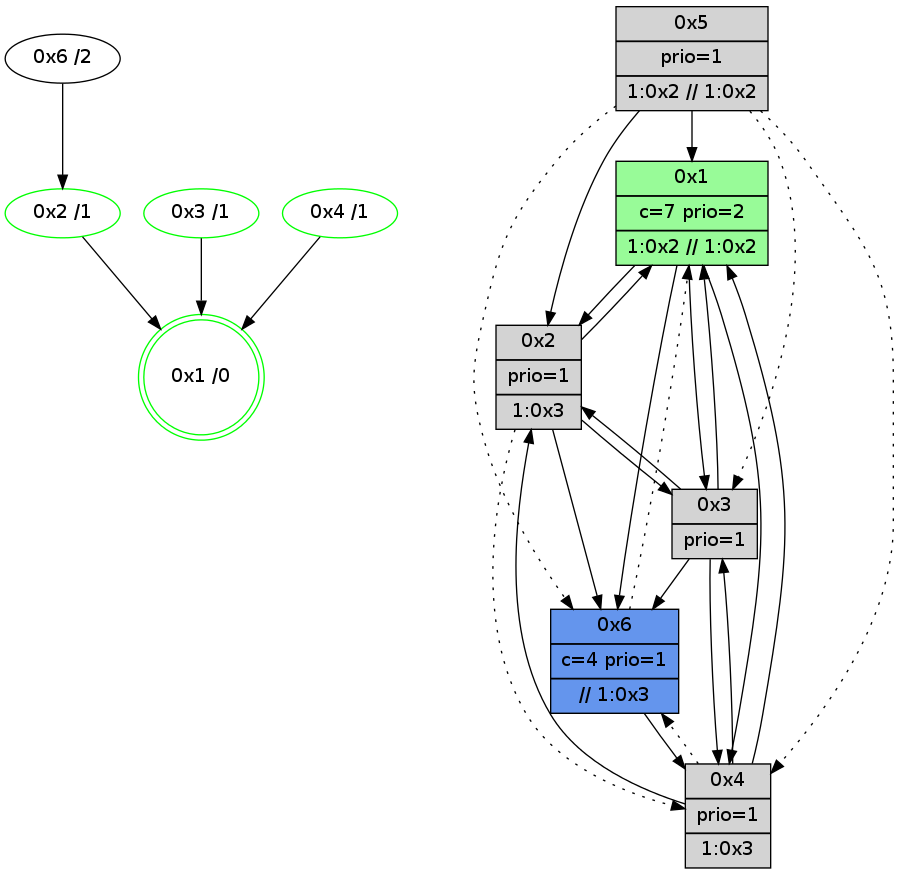 0x6 /2
0x2 /1
0x3 /1
0x4 /1
0x1 /0
0x5
prio=1
1:0x2 // 1:0x2
0x1
c=7 prio=2
1:0x2 // 1:0x2
0x2
prio=1
1:0x3
0x3
prio=1
0x6
c=4 prio=1
// 1:0x3
0x4
prio=1
1:0x3